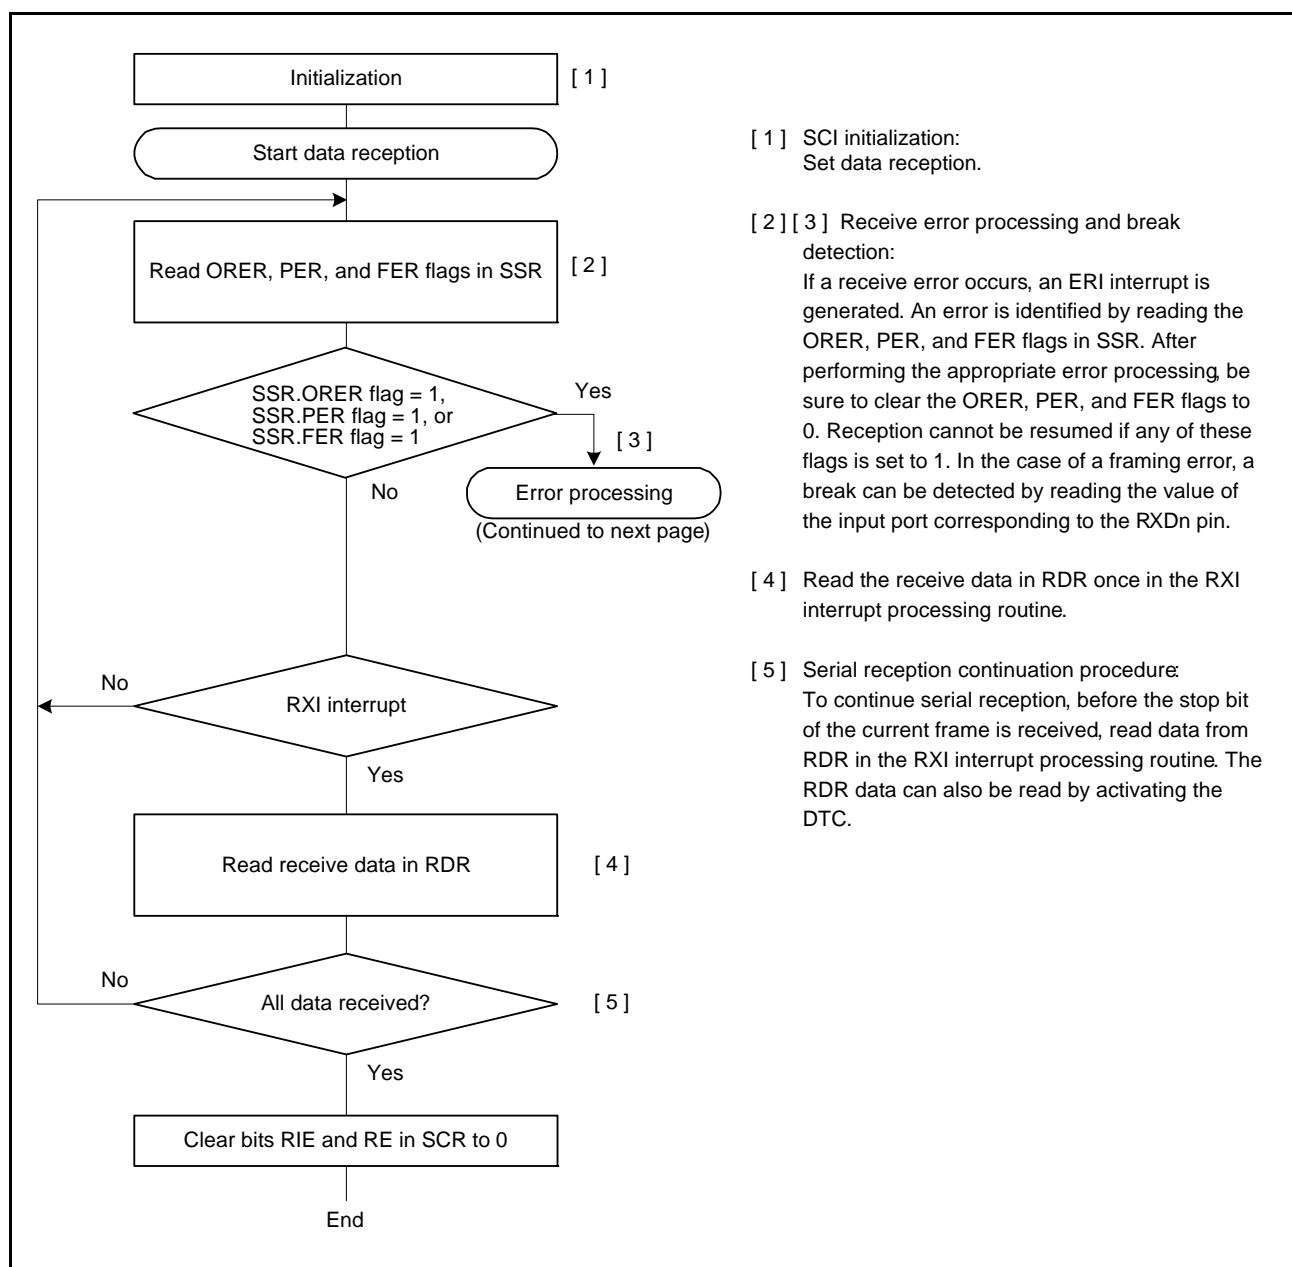 Initialization
[ 1 ]
Start data reception
Read ORER, PER, and FER flags in SSR
[ 2 ]
SSR.ORER flag = 1,
SSR.PER flag = 1, or
SSR.FER flag = 1
Yes
[ 3 ]
No
Error processing
(Continued to next page)
No
RXI interrupt
Yes
Read receive data in RDR
[ 4 ]
No
All data received?
[ 5 ]
Yes
Clear bits RIE and RE in SCR to 0
End
[ 1 ] SCI initialization:
Set data reception.
[ 2 ] [ 3 ] Receive error processing and break
detection:
If a receive error occurs, an ERI interrupt is
generated. An error is identified by reading the
ORER, PER, and FER flags in SSR. After
performing the appropriate error processing, be
sure to clear the ORER, PER, and FER flags to
0. Reception cannot be resumed if any of these
flags is set to 1. In the case of a framing error, a
break can be detected by reading the value of
the input port corresponding to the RXDn pin.
[ 4 ] Read the receive data in RDR once in the RXI
interrupt processing routine.
[ 5 ] Serial reception continuation procedure:
To continue serial reception, before the stop bit
of the current frame is received, read data from
RDR in the RXI interrupt processing routine. The
RDR data can also be read by activating the
DTC.